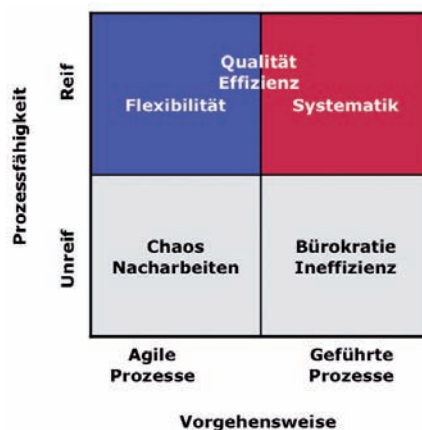 Prozessfähigkeit
Reif
Qualität
Effizienz
Flexibilität
Systematik
Unreif
Chaos
Nacharbeiten
Bürokratie
Ineffizienz
Agile
Prozesse
Geführte
Prozesse
Vorgehensweise